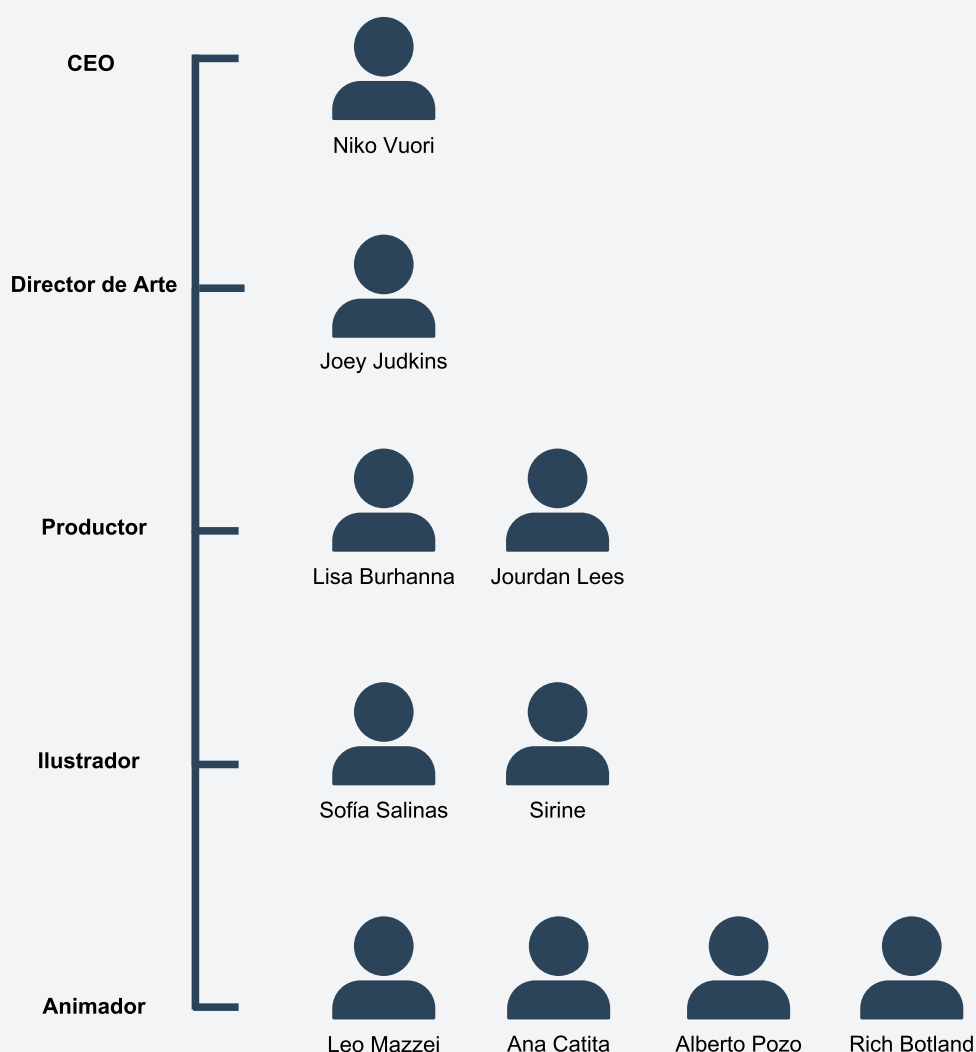 CEO
Niko Vuori
Director de Arte
Joey Judkins
Productor
Lisa Burhanna Jourdan Lees
Ilustrador
Sofía Salinas Sirine
Animador
Leo Mazzei Ana Catita Alberto Pozo Rich Botland